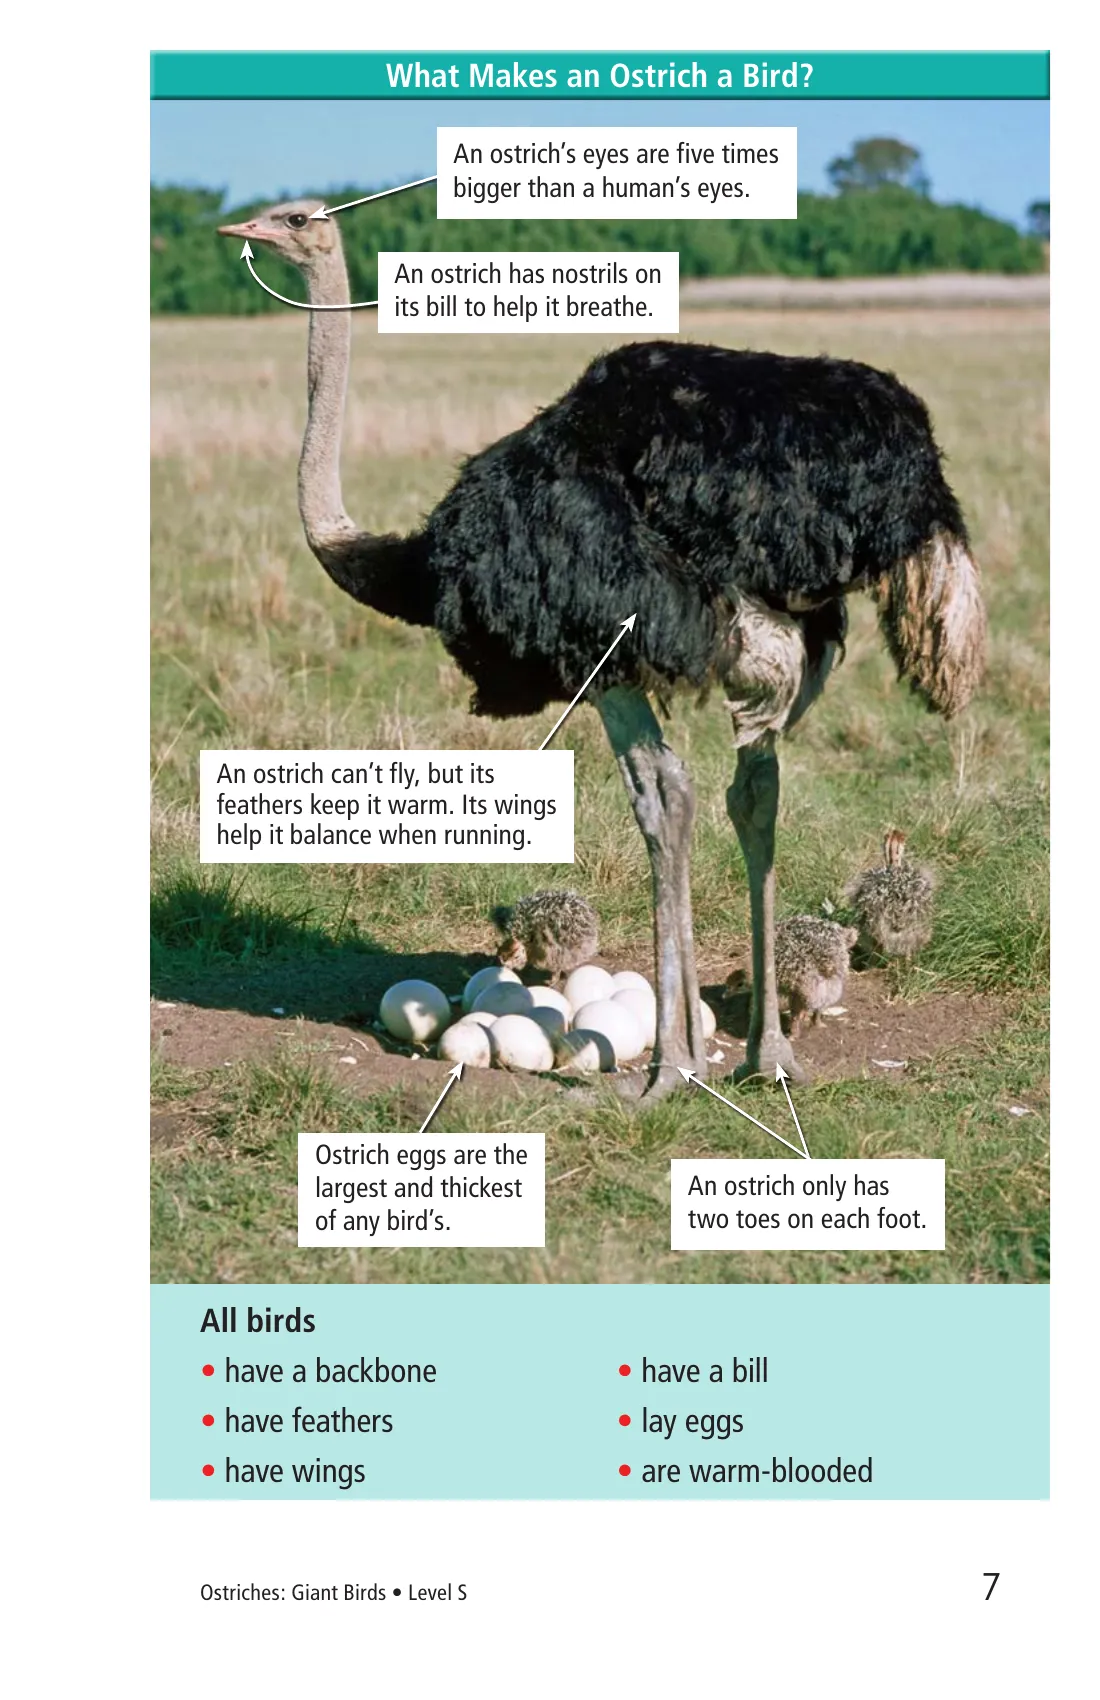 What Makes an Ostrich a Bird?
An ostrich’s eyes are five times
bigger than a human’s eyes.
An ostrich has nostrils on
its bill to help it breathe.
An ostrich can’t fly, but its
feathers keep it warm. Its wings
help it balance when running.
Ostrich eggs are the
largest and thickest
of any bird’s.
An ostrich only has
two toes on each foot.
All birds
• have a backbone
• have feathers
• have wings
• have a bill
• lay eggs
• are warm-blooded
Ostriches: Giant Birds • Level S
7